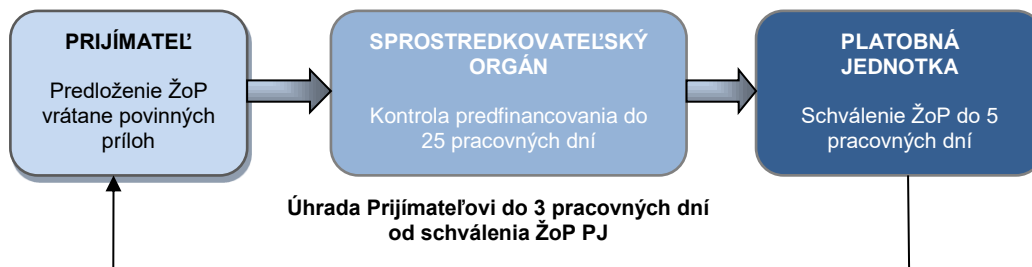 PRIJÍMATEĽ
Predloženie ŽoP
vrátane povinných
príloh
SPROSTREDKOVATEĽSKÝ
ORGÁN
Kontrola predfinancovania do
25 pracovných dní
PLATOBNÁ
JEDNOTKA
Schválenie ŽoP do 5
pracovných dní
Úhrada Prijímateľovi do 3 pracovných dní
od schválenia ŽoP PJ